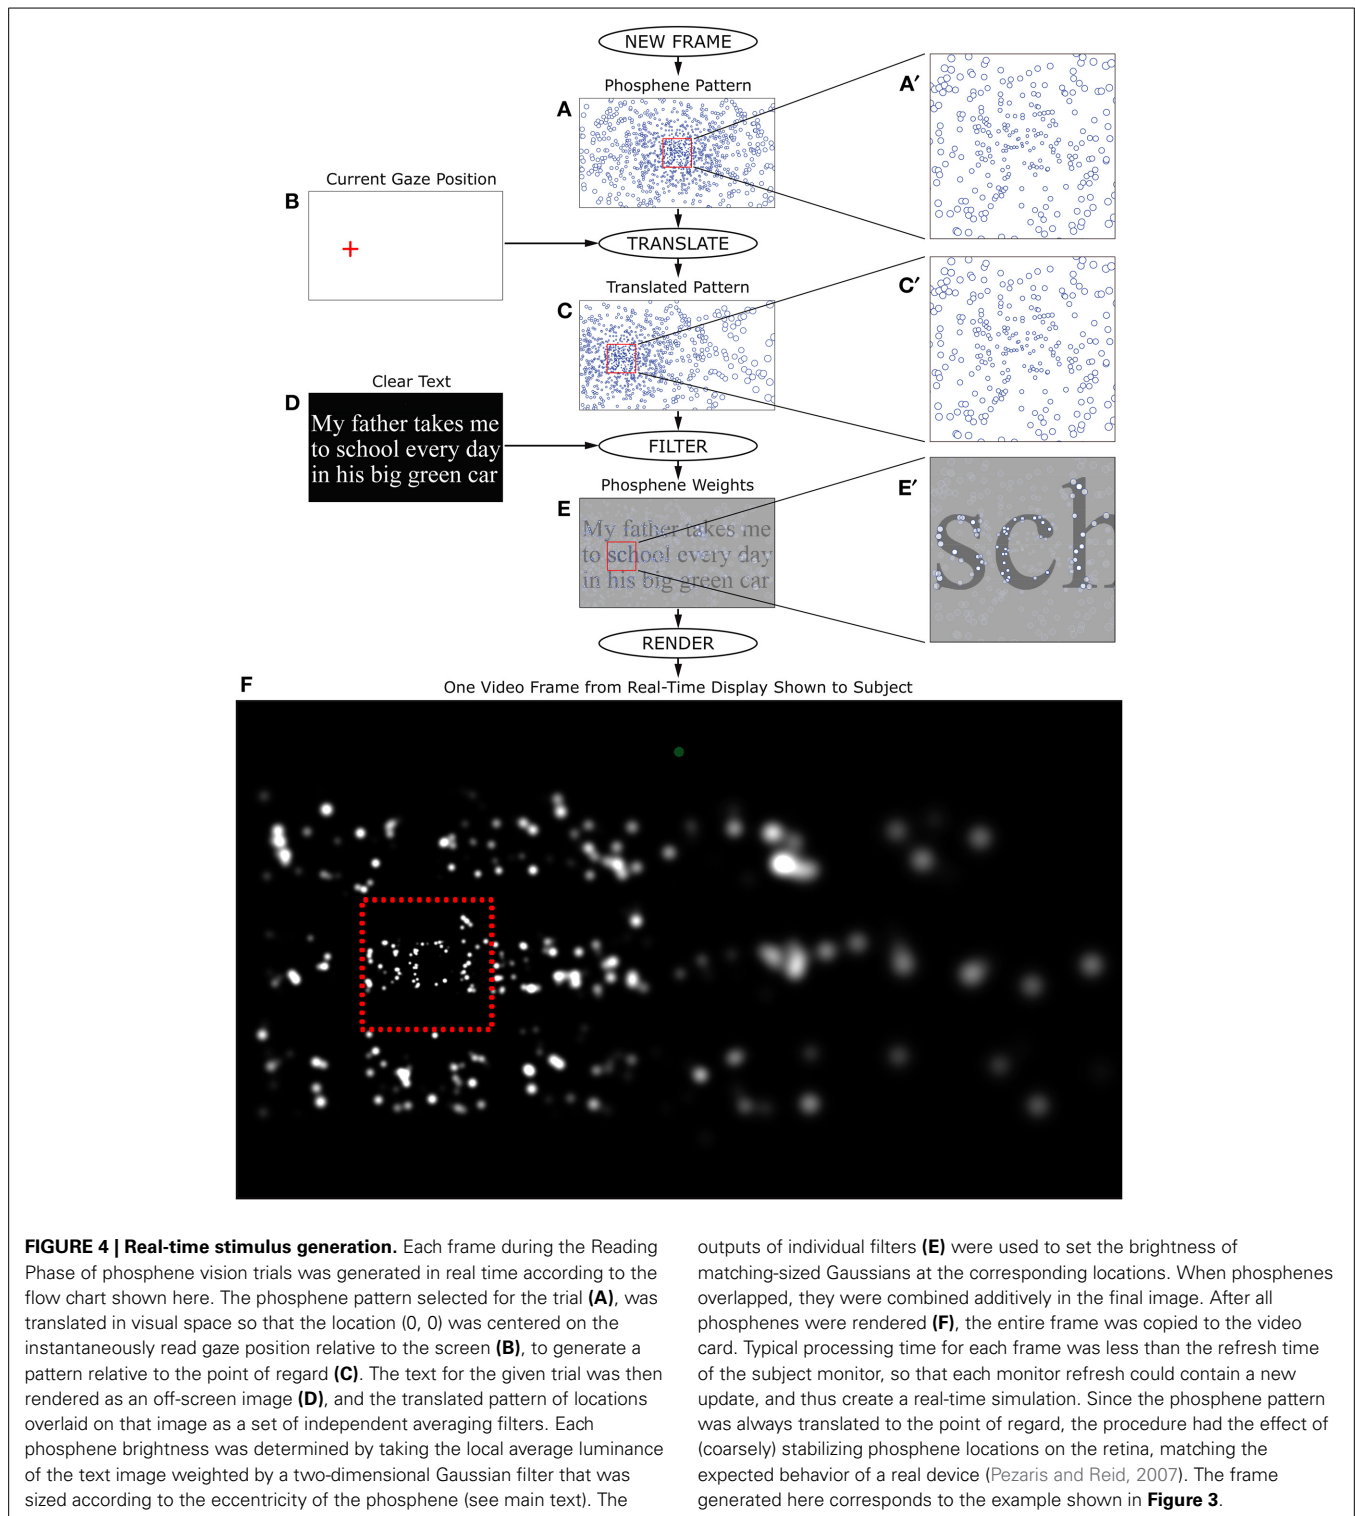 NEW FRAME
Phosphene Pattern
A
A′
Current Gaze Position
B
TRANSLATE
Translated Pattern
C
C′
Clear Text
D
My father takes me
to school every day
in his big green car
FILTER
Phosphene Weights
E
My father takes me
to school every day
in his big green car
E′
sch
RENDER
F
One Video Frame from Real-Time Display Shown to Subject
FIGURE 4 | Real-time stimulus generation. Each frame during the Reading
Phase of phosphene vision trials was generated in real time according to the
flow chart shown here. The phosphene pattern selected for the trial (A), was
translated in visual space so that the location (0, 0) was centered on the
instantaneously read gaze position relative to the screen (B), to generate a
pattern relative to the point of regard (C). The text for the given trial was then
rendered as an off-screen image (D), and the translated pattern of locations
overlaid on that image as a set of independent averaging filters. Each
phosphene brightness was determined by taking the local average luminance
of the text image weighted by a two-dimensional Gaussian filter that was
sized according to the eccentricity of the phosphene (see main text). The
outputs of individual filters (E) were used to set the brightness of
matching-sized Gaussians at the corresponding locations. When phosphenes
overlapped, they were combined additively in the final image. After all
phosphenes were rendered (F), the entire frame was copied to the video
card. Typical processing time for each frame was less than the refresh time
of the subject monitor, so that each monitor refresh could contain a new
update, and thus create a real-time simulation. Since the phosphene pattern
was always translated to the point of regard, the procedure had the effect of
(coarsely) stabilizing phosphene locations on the retina, matching the
expected behavior of a real device (Pezaris and Reid, 2007). The frame
generated here corresponds to the example shown in Figure 3.